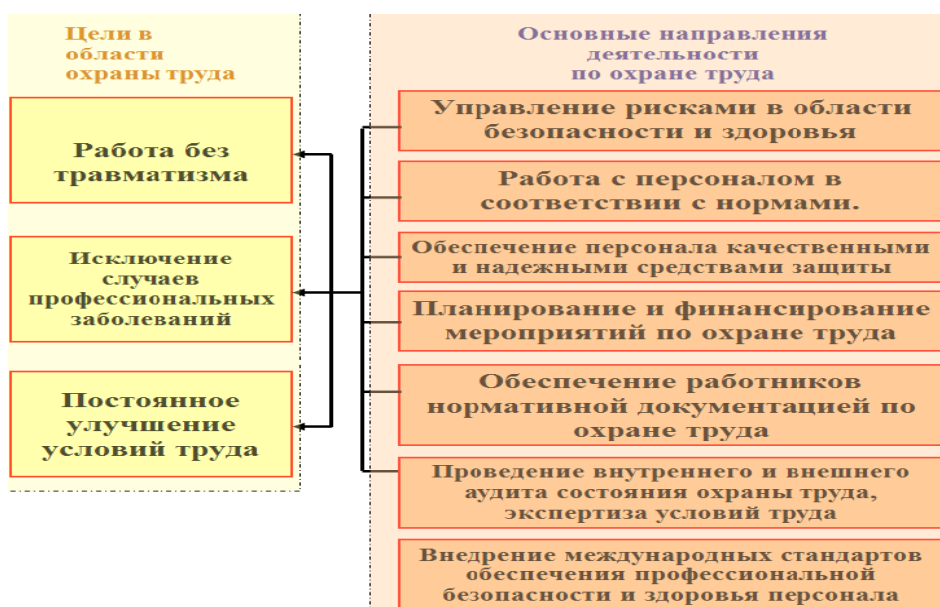 Цели в
области
охраны труда
Работа без
травматизма
Исключение
случаев
профессиональных
заболеваний
Постоянное
улучшение
условий труда
Основные направления
деятельности
по охране труда
Управление рисками в области
безопасности и здоровья
Работа с персоналом в
соответствии с нормами.
Обеспечение персонала качественными
и надежными средствами защиты
Планирование и финансирование
мероприятий по охране труда
Обеспечение работников
нормативной документацией по
охране труда
Проведение внутреннего и внешнего
аудита состояния охраны труда,
экспертиза условий труда
Внедрение международных стандартов
обеспечения профессиональной
безопасности и здоровья персонала